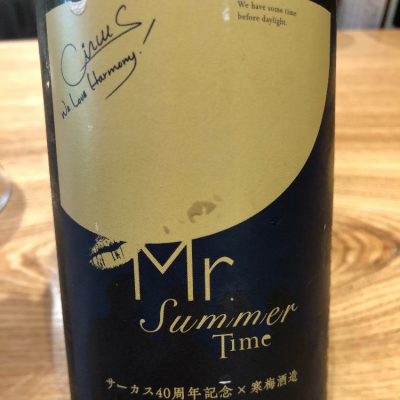 Circus
We Love Harmony!
We have some time
before daylight.
Mr
Summer
Time
サーカス40周年記念×寒梅酒造